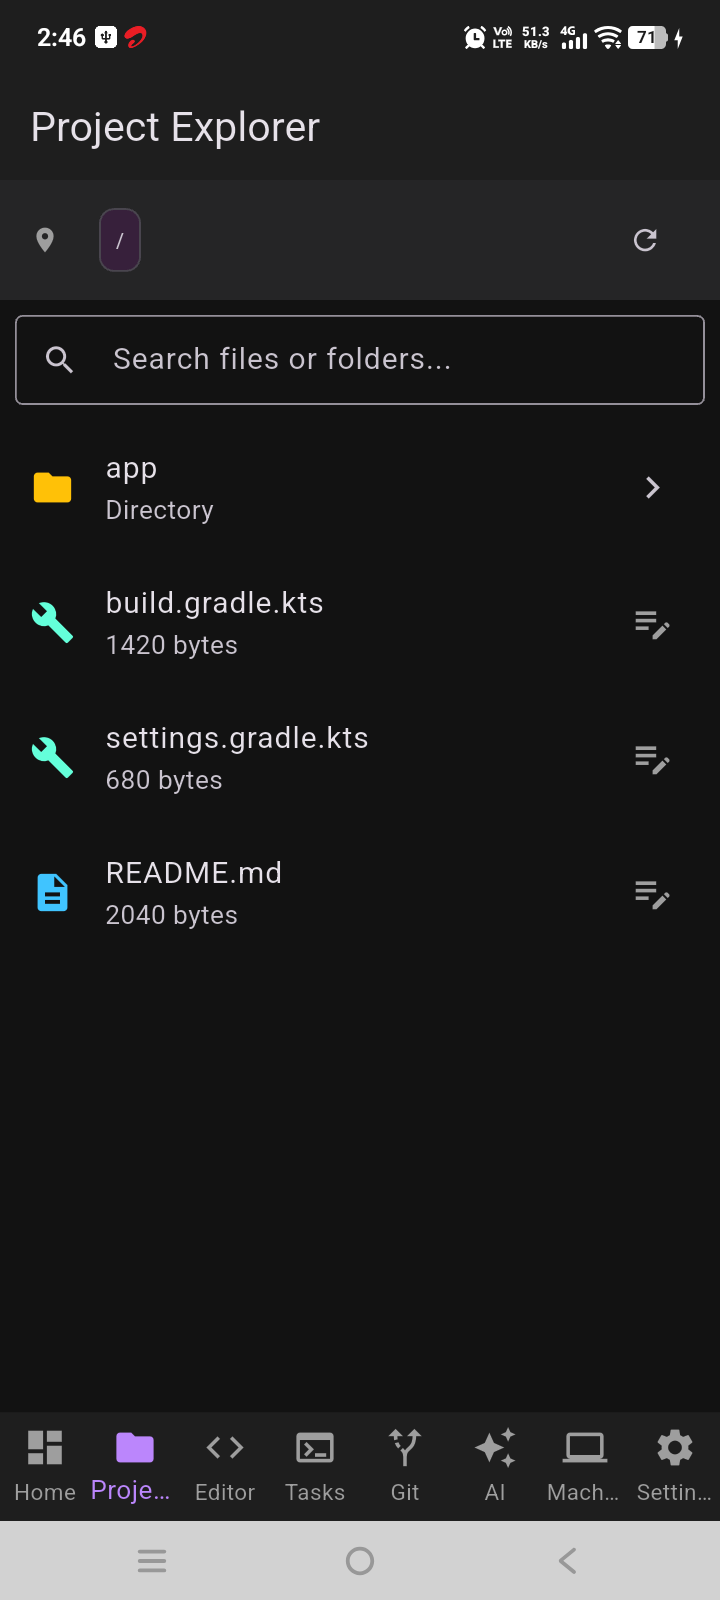 2:46
Vo)) LTE
51.3 KB/s
4G
71
Project Explorer
/
Search files or folders...
app
Directory
build.gradle.kts
1420 bytes
settings.gradle.kts
680 bytes
README.md
2040 bytes
Home Proje... Editor Tasks Git AI Mach... Settin...